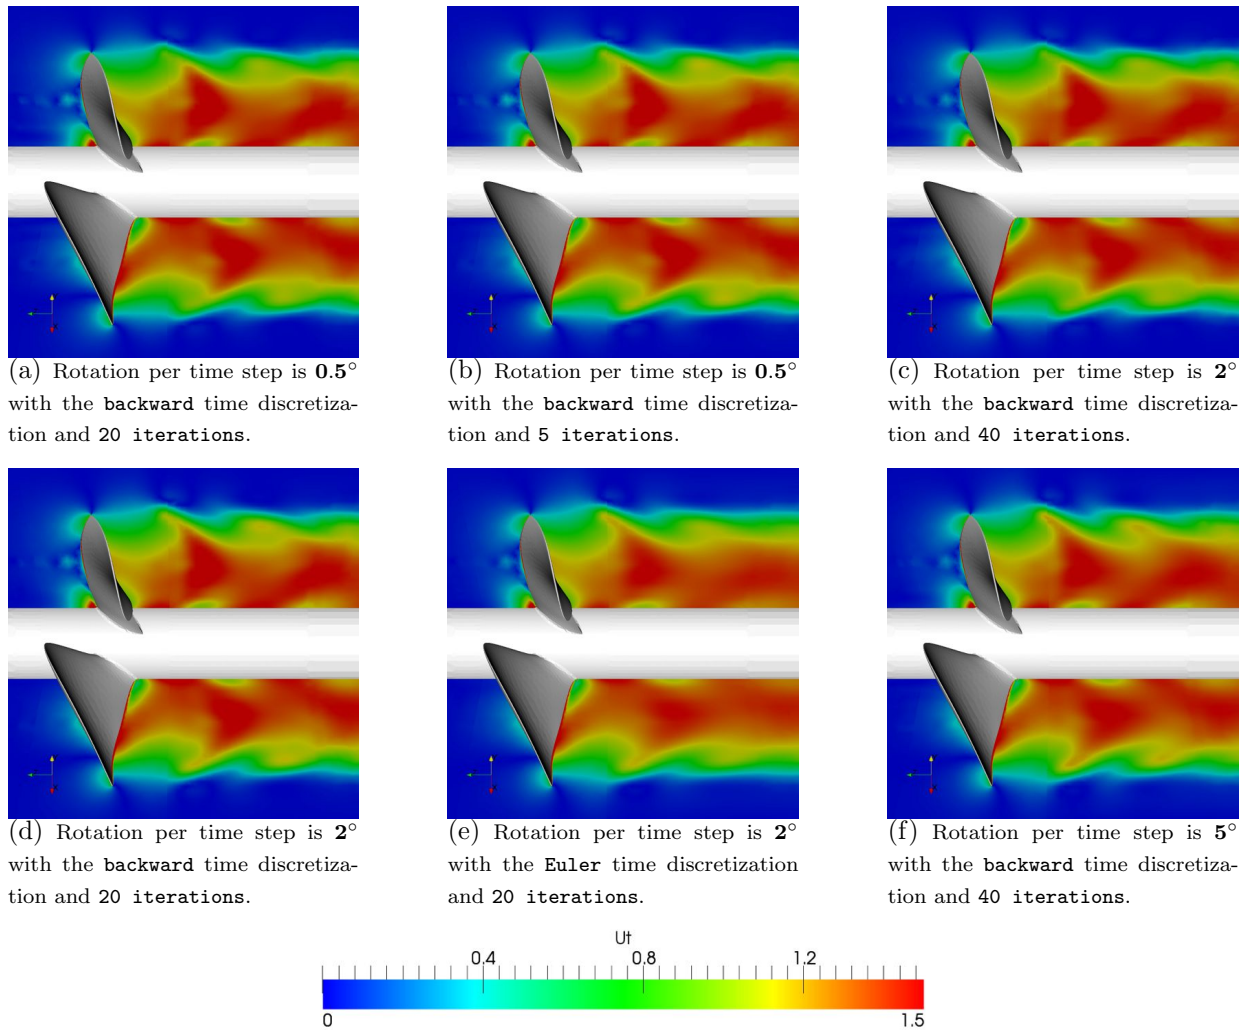 (a) Rotation per time step is 0.5°
with the backward time discretiza-
tion and 20 iterations.
(b) Rotation per time step is 0.5°
with the backward time discretiza-
tion and 5 iterations.
(c) Rotation per time step is 2°
with the backward time discretiza-
tion and 40 iterations.
(d) Rotation per time step is 2°
with the backward time discretiza-
tion and 20 iterations.
(e) Rotation per time step is 2°
with the Euler time discretization
and 20 iterations.
(f) Rotation per time step is 5°
with the backward time discretiza-
tion and 40 iterations.
Ut
0.4 0.8 1.2
0 1.5